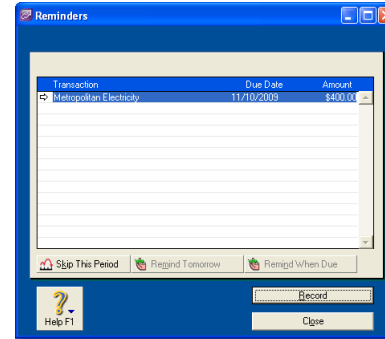 Reminders
Transaction Due Date Amount
Metropolitan Electricity 11/10/2009 $400.00
Skip This Period Remind Tomorrow Remind When Due
Record
Help F1
Close